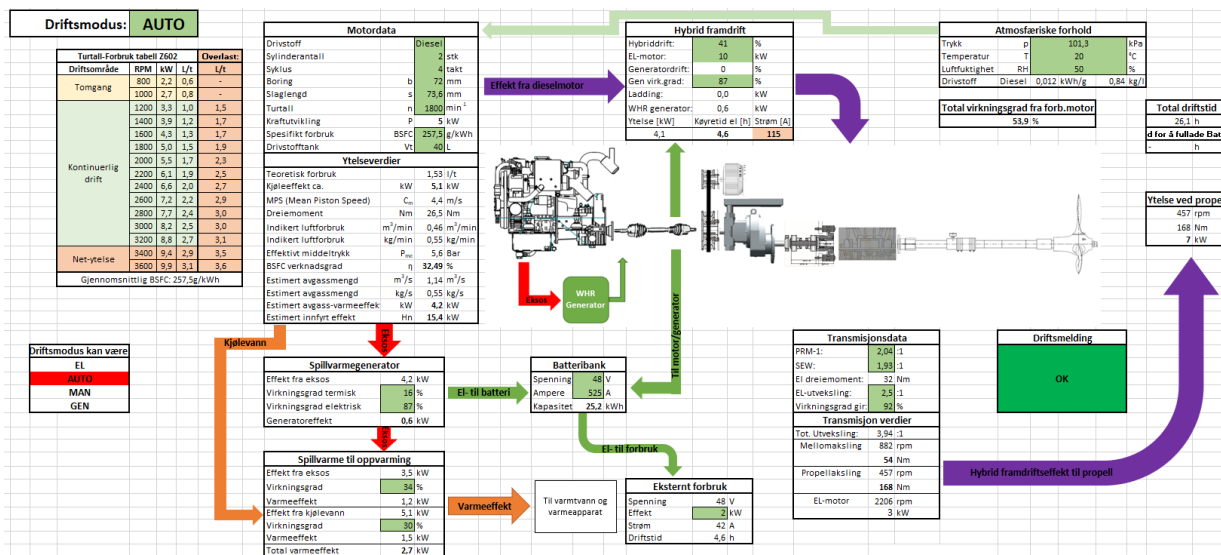 Driftsmodus: AUTO
Turtall-Forbruk tabell Z602 Overlast:
Driftsområde RPM kW L/t L/t
Tomgang 800 2,2 0,6 -
1000 2,7 0,8 -
Kontinuerlig drift 1200 3,3 1,0 1,5
1400 3,9 1,2 1,7
1600 4,3 1,3 1,7
1800 5,0 1,5 1,9
2000 5,5 1,7 2,3
2200 6,1 1,9 2,5
2400 6,6 2,0 2,7
2600 7,2 2,2 2,9
2800 7,7 2,4 3,0
3000 8,2 2,5 3,0
3200 8,8 2,7 3,1
Net-ytelse 3400 9,4 2,9 3,5
3600 9,9 3,1 3,6
Gjennomsnittlig BSFC: 257,5g/kWh
Driftsmodus kan være
EL
AUTO
MAN
GEN
Motordata
Drivstoff Diesel
Sylinderantall 2 stk
Syklus 4 takt
Boring b 72 mm
Slaglengd s 73,6 mm
Turtall n 1800 min-1
Kraftutvikling P 5 kW
Spesifikt forbruk BSFC 257,5 g/kWh
Drivstofftank Vt 40 L
Ytelseverdier
Teoretisk forbruk 1,53 l/t
Kjøleeffekt ca. kW 5,1 kW
MPS (Mean Piston Speed) Cm 4,4 m/s
Dreiemoment Nm 26,5 Nm
Indikert luftforbruk m³/min 0,46 m³/min
Indikert luftforbruk kg/min 0,55 kg/min
Effektivt middeltrykk Pme 5,6 Bar
BSFC verknadsgrad η 32,49 %
Estimert avgassmengd m³/s 1,14 m³/s
Estimert avgassmengd kg/s 0,55 kg/s
Estimert avgass-varmeeffek kW 4,2 kW
Estimert innfyrt effekt Hn 15,4 kW
Effekt fra dieselmotor
Hybrid framdrift
Hybriddrift: 41 %
EL-motor: 10 kW
Generatordrift: 0 %
Gen virk.grad: 87 %
Ladding: 0,0 kW
WHR generator: 0,6 kW
Ytelse [kW] Køyretid el [h] Strøm [A]
4,1 4,6 115
Atmosfæriske forhold
Trykk p 101,3 kPa
Temperatur T 20 °C
Luftfuktighet RH 50 %
Drivstoff Diesel 0,012 kWh/g 0,84 kg/l
Total virkningsgrad fra forb.motor
53,9 %
Total driftstid
26,1 h
d for å fullade Bat
- h
Ytelse ved prope
457 rpm
168 Nm
7 kW
Eksos
WHR Generator
Til motor/generator
Kjølevann
Eksos
Spillvarmegenerator
Effekt fra eksos 4,2 kW
Virkningsgrad termisk 16 %
Virkningsgrad elektrisk 87 %
Generatoreffekt 0,6 kW
El- til batteri
Batteribank
Spenning 48 V
Ampere 525 A
Kapasitet 25,2 kWh
Eksos
El- til forbruk
Spillvarme til oppvarming
Effekt fra eksos 3,5 kW
Virkningsgrad 34 %
Varmeeffekt 1,2 kW
Effekt fra kjølevann 5,1 kW
Virkningsgrad 30 %
Varmeeffekt 1,5 kW
Total varmeeffekt 2,7 kW
Varmeeffekt
Til varmtvann og
varmeapparat
Eksternt forbruk
Spenning 48 V
Effekt 2 kW
Strøm 42 A
Driftstid 4,6 h
Transmisjonsdata
PRM-1: 2,04 :1
SEW: 1,93 :1
El dreiemoment: 32 Nm
EL-utveksling: 2,5 :1
Virkningsgrad gir: 92 %
Transmisjon verdier
Tot. Utveksling: 3,94 :1
Mellomaksling 882 rpm
54 Nm
Propellaksling 457 rpm
168 Nm
EL-motor 2206 rpm
3 kW
Driftsmelding
OK
Hybrid framdriftseffekt til propell